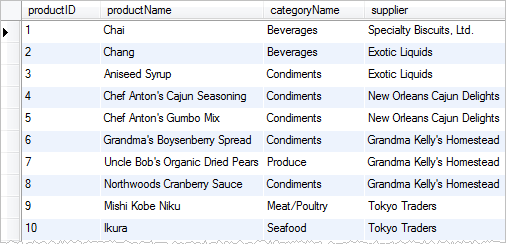 productID productName categoryName supplier
1 Chai Beverages Specialty Biscuits, Ltd.
2 Chang Beverages Exotic Liquids
3 Aniseed Syrup Condiments Exotic Liquids
4 Chef Anton's Cajun Seasoning Condiments New Orleans Cajun Delights
5 Chef Anton's Gumbo Mix Condiments New Orleans Cajun Delights
6 Grandma's Boysenberry Spread Condiments Grandma Kelly's Homestead
7 Uncle Bob's Organic Dried Pears Produce Grandma Kelly's Homestead
8 Northwoods Cranberry Sauce Condiments Grandma Kelly's Homestead
9 Mishi Kobe Niku Meat/Poultry Tokyo Traders
10 Ikura Seafood Tokyo Traders